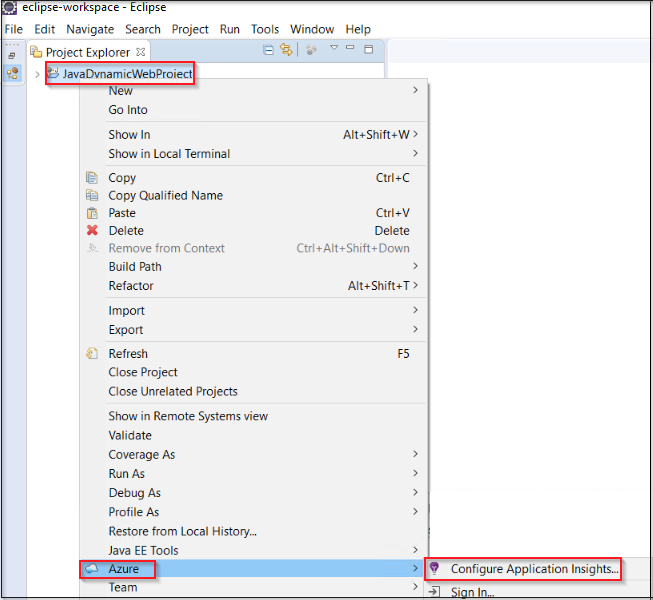 eclipse-workspace - Eclipse
File Edit Navigate Search Project Run Tools Window Help
Project Explorer
JavaDynamicWebProject
New
Go Into
Show In Alt+Shift+W
Show in Local Terminal
Copy Ctrl+C
Copy Qualified Name
Paste Ctrl+V
Delete Delete
Remove from Context Ctrl+Alt+Shift+Down
Build Path
Refactor Alt+Shift+T
Import
Export
Refresh F5
Close Project
Close Unrelated Projects
Show in Remote Systems view
Validate
Coverage As
Run As
Debug As
Profile As
Restore from Local History...
Java EE Tools
Azure Configure Application Insights...
Team Sign In...